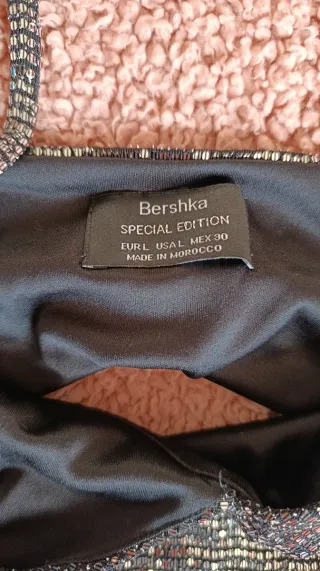 Bershka
SPECIAL EDITION
EUR L USA L MEX 30
MADE IN MOROCCO